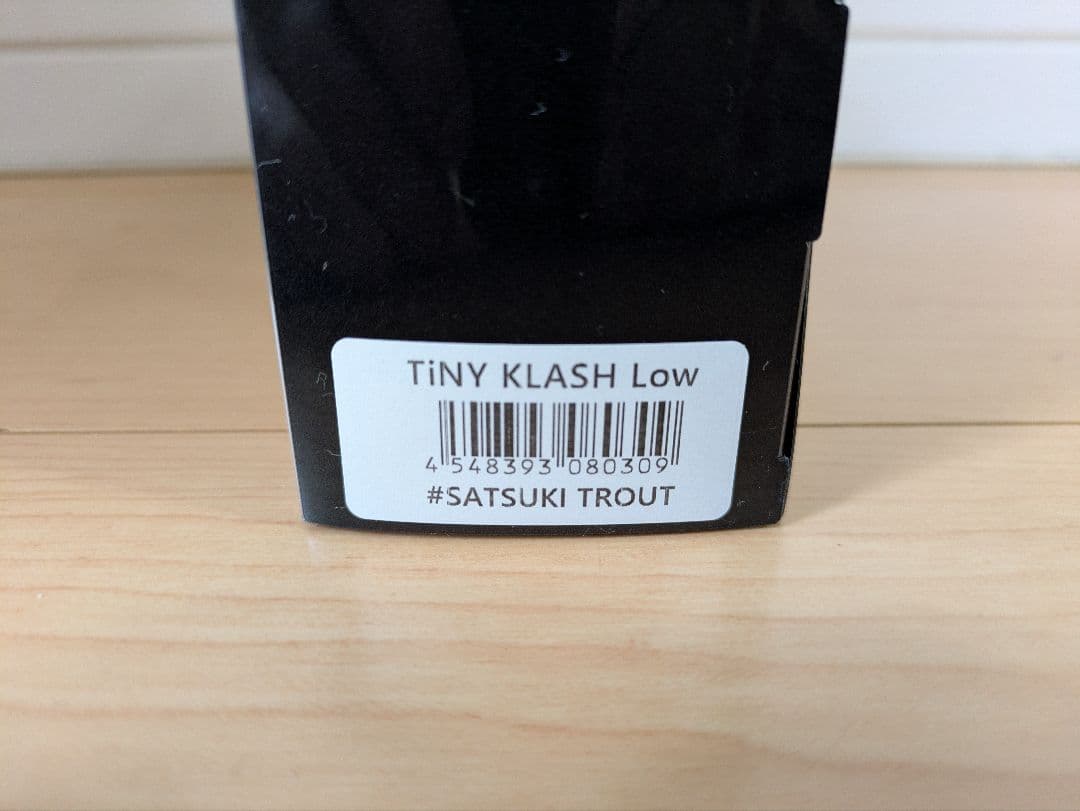 TiNY KLASH Low
4 548393 080309
#SATSUKI TROUT